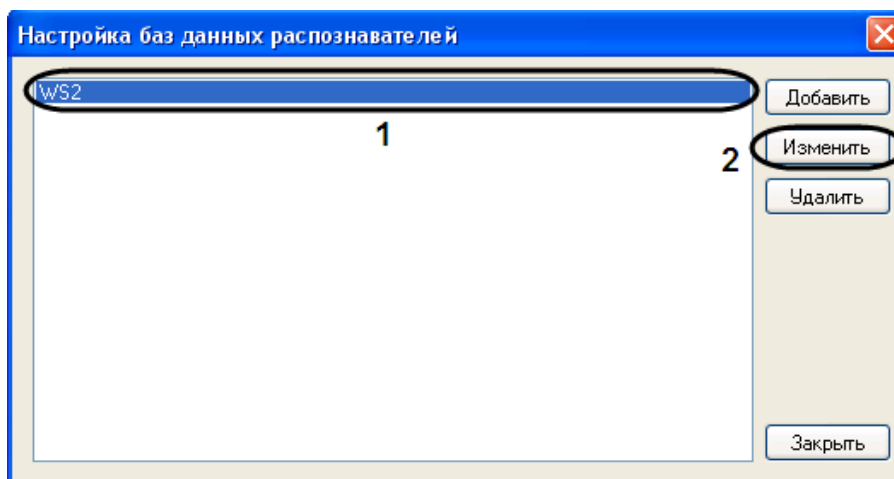 Настройка баз данных распознавателей
WS2
Добавить
1
Изменить
2
Удалить
Закрыть